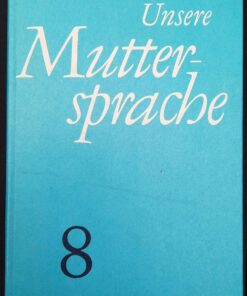 Unsere
Mutter-
sprache
8